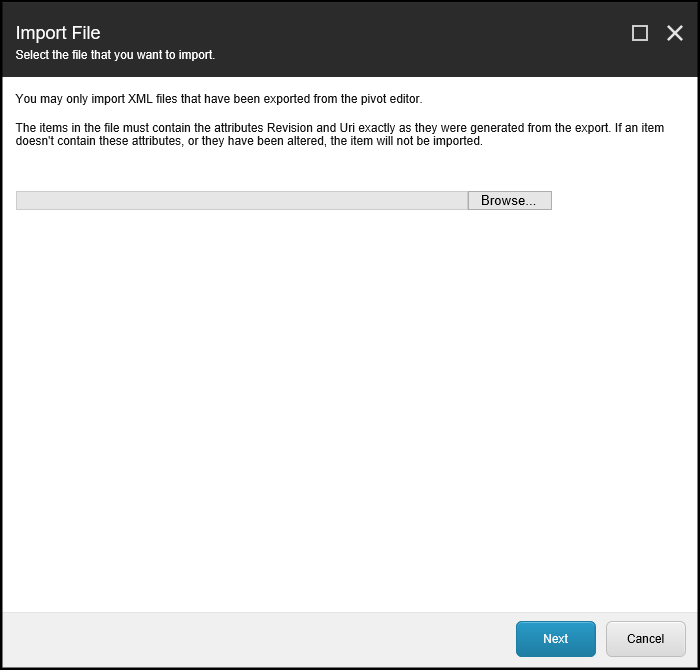 Import File
Select the file that you want to import.
You may only import XML files that have been exported from the pivot editor.
The items in the file must contain the attributes Revision and Uri exactly as they were generated from the export. If an item
doesn't contain these attributes, or they have been altered, the item will not be imported.
Browse...
Next
Cancel